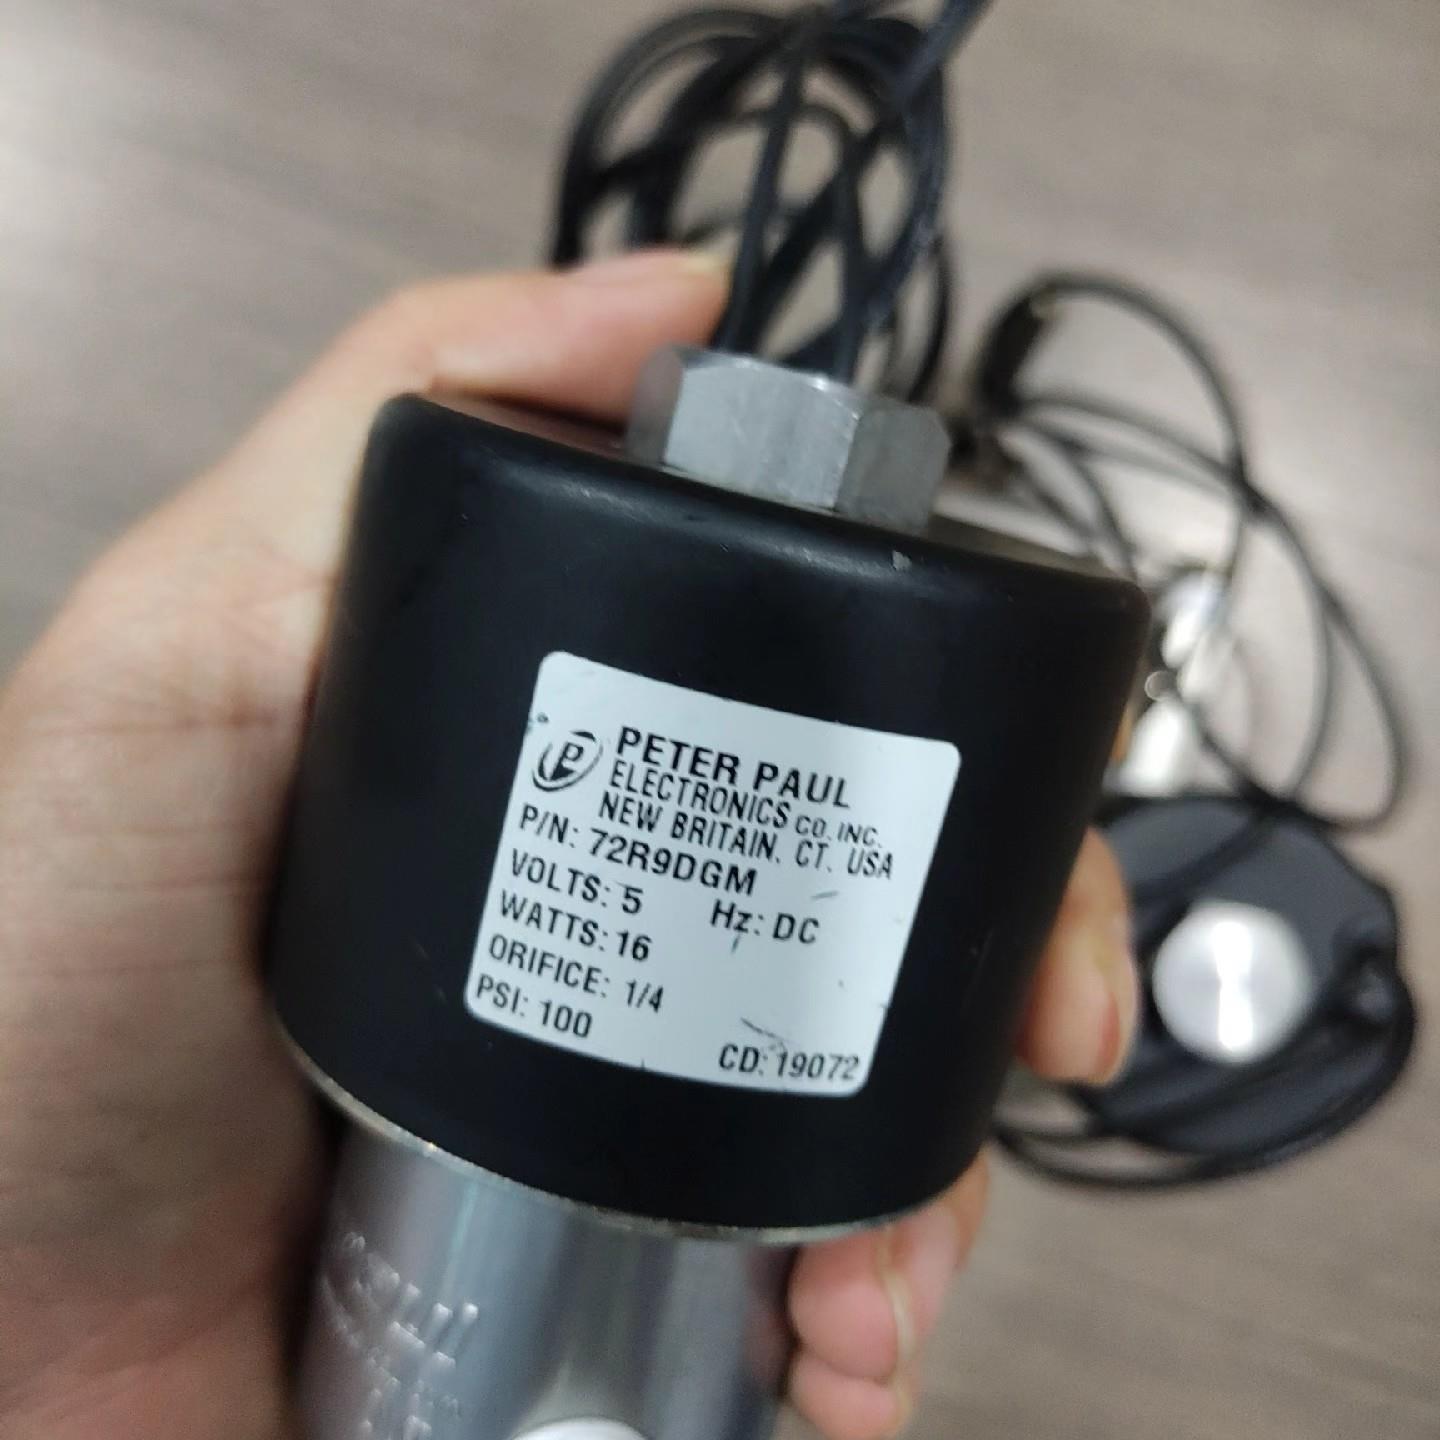 P
PETER PAUL
ELECTRONICS CO. INC.
NEW BRITAIN, CT. USA
P/N: 72R9DGM
VOLTS: 5 Hz: DC
WATTS: 16
ORIFICE: 1/4
PSI: 100
CD: 19072